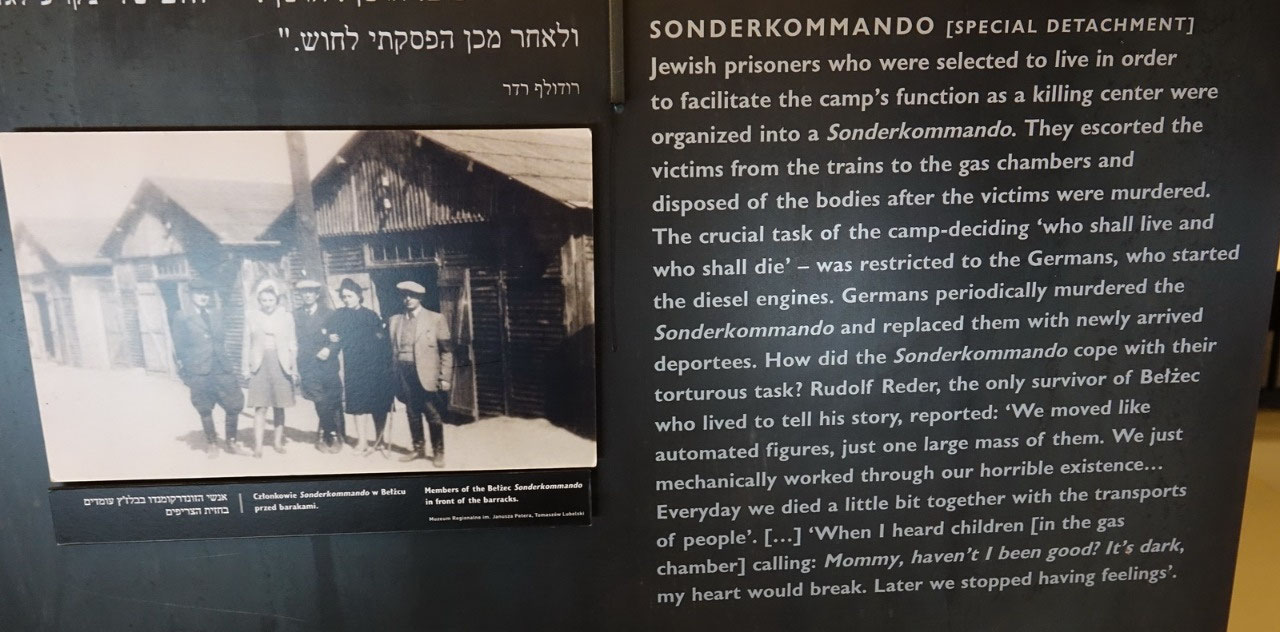 ולאחר מכן הפסקתי לחוש."
רודולף רדר
אנשי הזונדרקומנדו בבלז'ץ עומדים
בחזית הצריפים
Członkowie Sonderkommando w Bełżcu
przed barakami.
Members of the Bełżec Sonderkommando
in front of the barracks.
Muzeum Regionalne im. Janusza Petera, Tomaszów Lubelski
SONDERKOMMANDO [SPECIAL DETACHMENT]
Jewish prisoners who were selected to live in order
to facilitate the camp's function as a killing center were
organized into a Sonderkommando. They escorted the
victims from the trains to the gas chambers and
disposed of the bodies after the victims were murdered.
The crucial task of the camp-deciding ‘who shall live and
who shall die’ – was restricted to the Germans, who started
the diesel engines. Germans periodically murdered the
Sonderkommando and replaced them with newly arrived
deportees. How did the Sonderkommando cope with their
torturous task? Rudolf Reder, the only survivor of Bełżec
who lived to tell his story, reported: ‘We moved like
automated figures, just one large mass of them. We just
mechanically worked through our horrible existence...
Everyday we died a little bit together with the transports
of people’. [...] ‘When I heard children [in the gas
chamber] calling: Mommy, haven't I been good? It's dark,
my heart would break. Later we stopped having feelings’.